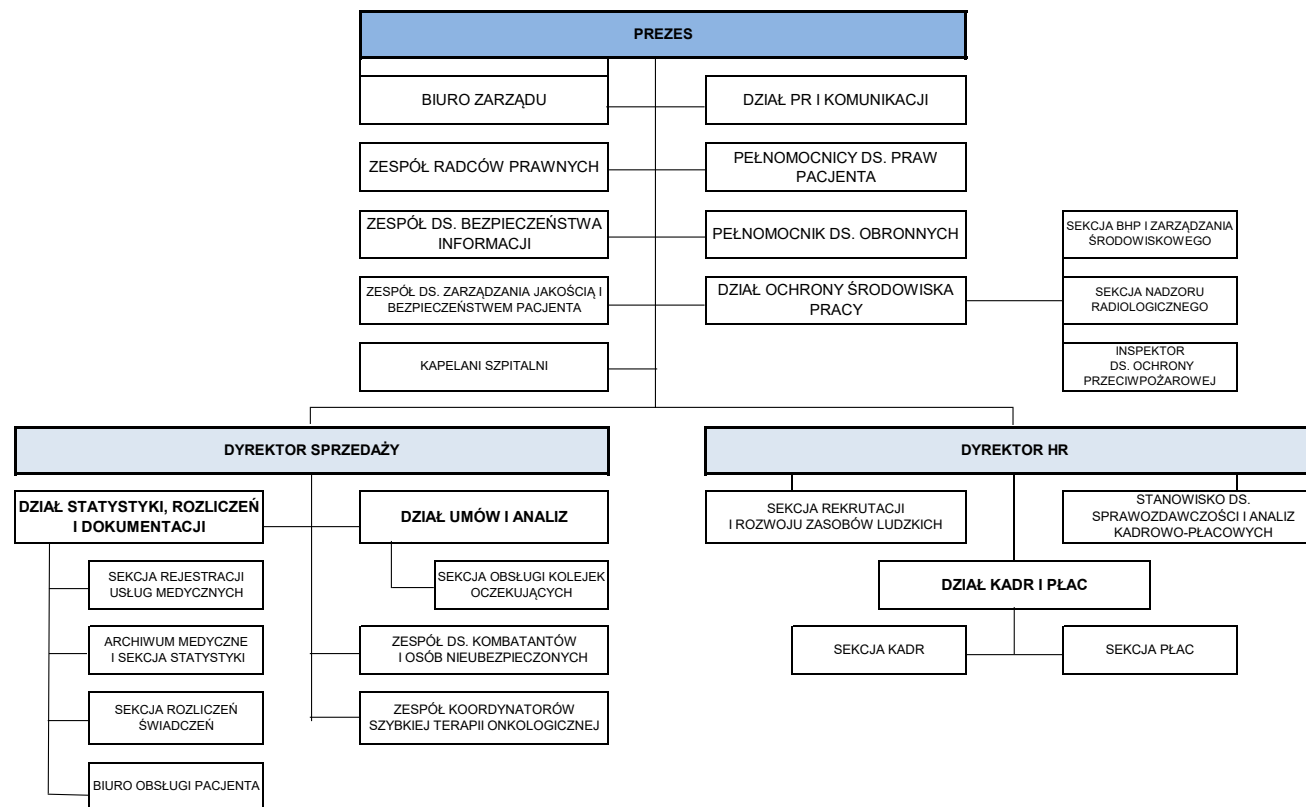 PREZES
BIURO ZARZĄDU
DZIAŁ PR I KOMUNIKACJI
ZESPÓŁ RADCÓW PRAWNYCH
PEŁNOMOCNICY DS. PRAW
PACJENTA
ZESPÓŁ DS. BEZPIECZEŃSTWA
INFORMACJI
PEŁNOMOCNIK DS. OBRONNYCH
SEKCJA BHP I ZARZĄDZANIA
ŚRODOWISKOWEGO
ZESPÓŁ DS. ZARZĄDZANIA JAKOŚCIĄ I
BEZPIECZEŃSTWEM PACJENTA
DZIAŁ OCHRONY ŚRODOWISKA
PRACY
SEKCJA NADZORU
RADIOLOGICZNEGO
KAPELANI SZPITALNI
INSPEKTOR
DS. OCHRONY
PRZECIWPOŻAROWEJ
DYREKTOR SPRZEDAŻY
DYREKTOR HR
DZIAŁ STATYSTYKI, ROZLICZEŃ
I DOKUMENTACJI
DZIAŁ UMÓW I ANALIZ
SEKCJA REKRUTACJI
I ROZWOJU ZASOBÓW LUDZKICH
STANOWISKO DS.
SPRAWOZDAWCZOŚCI I ANALIZ
KADROWO-PŁACOWYCH
SEKCJA REJESTRACJI
USŁUG MEDYCZNYCH
SEKCJA OBSŁUGI KOLEJEK
OCZEKUJĄCYCH
DZIAŁ KADR I PŁAC
ARCHIWUM MEDYCZNE
I SEKCJA STATYSTYKI
ZESPÓŁ DS. KOMBATANTÓW
I OSÓB NIEUBEZPIECZONYCH
SEKCJA KADR
SEKCJA PŁAC
SEKCJA ROZLICZEŃ
ŚWIADCZEŃ
ZESPÓŁ KOORDYNATORÓW
SZYBKIEJ TERAPII ONKOLOGICZNEJ
BIURO OBSŁUGI PACJENTA